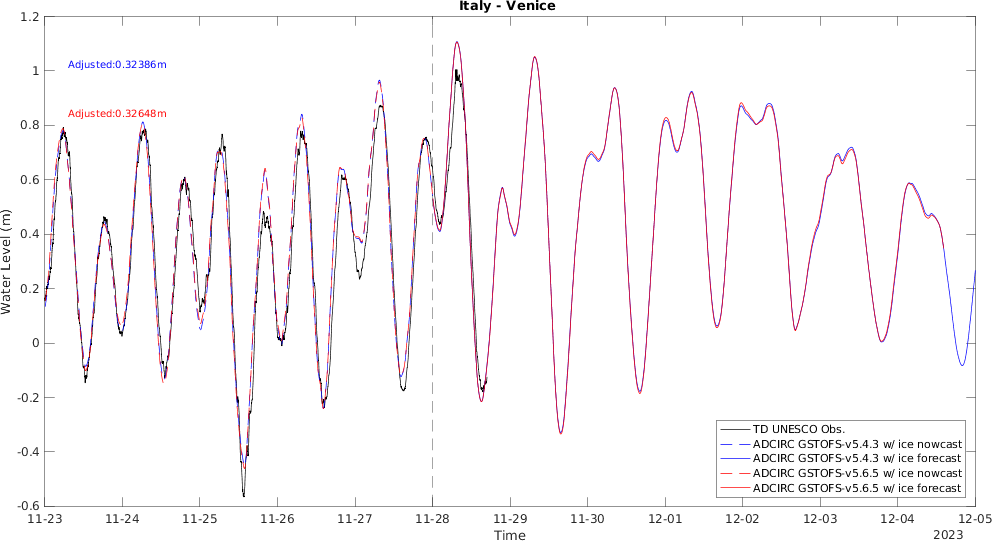 Italy - Venice
1.2
1
0.8
0.6
0.4
0.2
0
-0.2
-0.4
-0.6
Water Level (m)
Adjusted:0.32386m
Adjusted:0.32648m
TD UNESCO Obs.
ADCIRC GSTOFS-v5.4.3 w/ ice nowcast
ADCIRC GSTOFS-v5.4.3 w/ ice forecast
ADCIRC GSTOFS-v5.6.5 w/ ice nowcast
ADCIRC GSTOFS-v5.6.5 w/ ice forecast
11-23 11-24 11-25 11-26 11-27 11-28 11-29 11-30 12-01 12-02 12-03 12-04 12-05
Time
2023